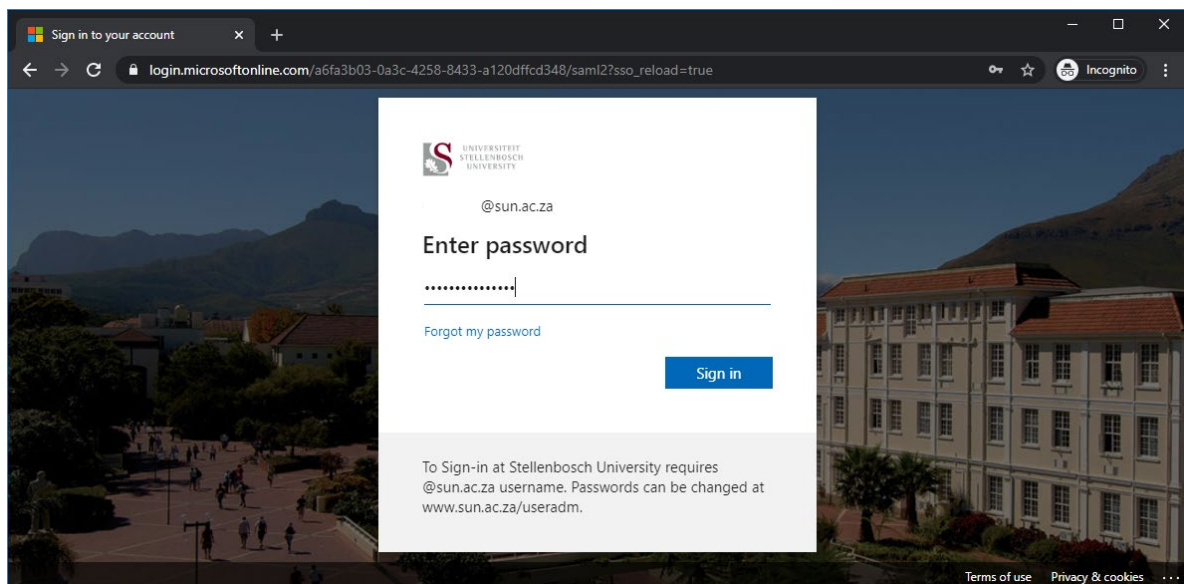 Sign in to your account
login.microsoftonline.com/a6fa3b03-0a3c-4258-8433-a120dffcd348/saml2?sso_reload=true
Incognito
UNIVERSITEIT
STELLENBOSCH
UNIVERSITY
@sun.ac.za
Enter password
Forgot my password
Sign in
To Sign-in at Stellenbosch University requires
@sun.ac.za username. Passwords can be changed at
www.sun.ac.za/useradm.
Terms of use Privacy & cookies ...